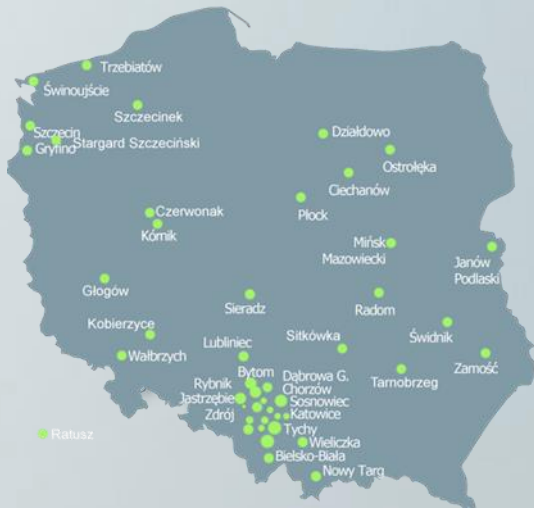 Trzebiatów
Świnoujście
Szczecinek
Szczecin
Stargard Szczeciński
Gryfino
Działdowo
Ostrołęka
Ciechanów
Płock
Czerwonak
Kórnik
Mińsk
Mazowiecki
Janów
Podlaski
Głogów
Sieradz
Radom
Kobierzyce
Świdnik
Sitkówka
Lubliniec
Wałbrzych
Zamość
Tarnobrzeg
Bytom
Dąbrowa G.
Rybnik
Chorzów
Jastrzębie
Zdrój
Sosnowiec
Katowice
Tychy
Ratusz
Wieliczka
Bielsko-Biała
Nowy Targ